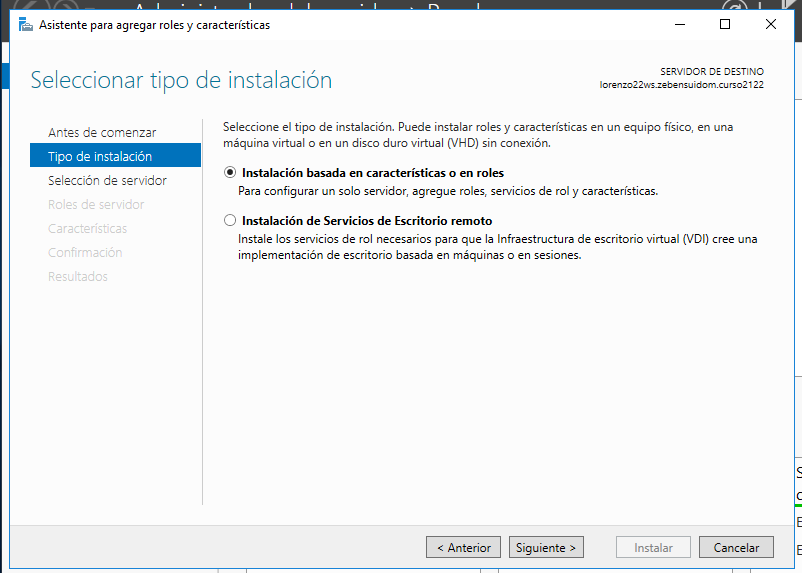 Asistente para agregar roles y características
Seleccionar tipo de instalación
SERVIDOR DE DESTINO
lorenzo22ws.zebensuidom.curso2122
Antes de comenzar
Tipo de instalación
Selección de servidor
Roles de servidor
Características
Confirmación
Resultados
Seleccione el tipo de instalación. Puede instalar roles y características en un equipo físico, en una
máquina virtual o en un disco duro virtual (VHD) sin conexión.
Instalación basada en características o en roles
Para configurar un solo servidor, agregue roles, servicios de rol y características.
Instalación de Servicios de Escritorio remoto
Instale los servicios de rol necesarios para que la Infraestructura de escritorio virtual (VDI) cree una
implementación de escritorio basada en máquinas o en sesiones.
< Anterior
Siguiente >
Instalar
Cancelar